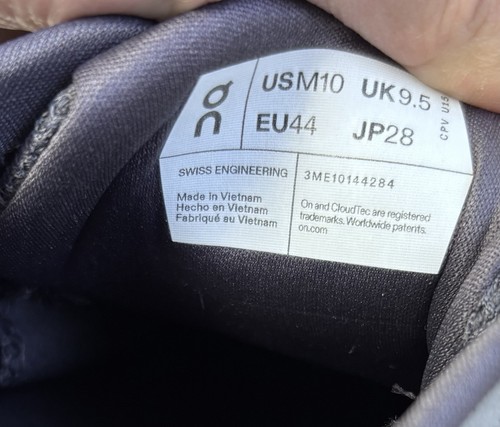 on
USM10 UK9.5
EU44 JP28
SWISS ENGINEERING
Made in Vietnam
Hecho en Vietnam
Fabriqué au Vietnam
3ME10144284
On and CloudTec are registered
trademarks. Worldwide patents.
on.com